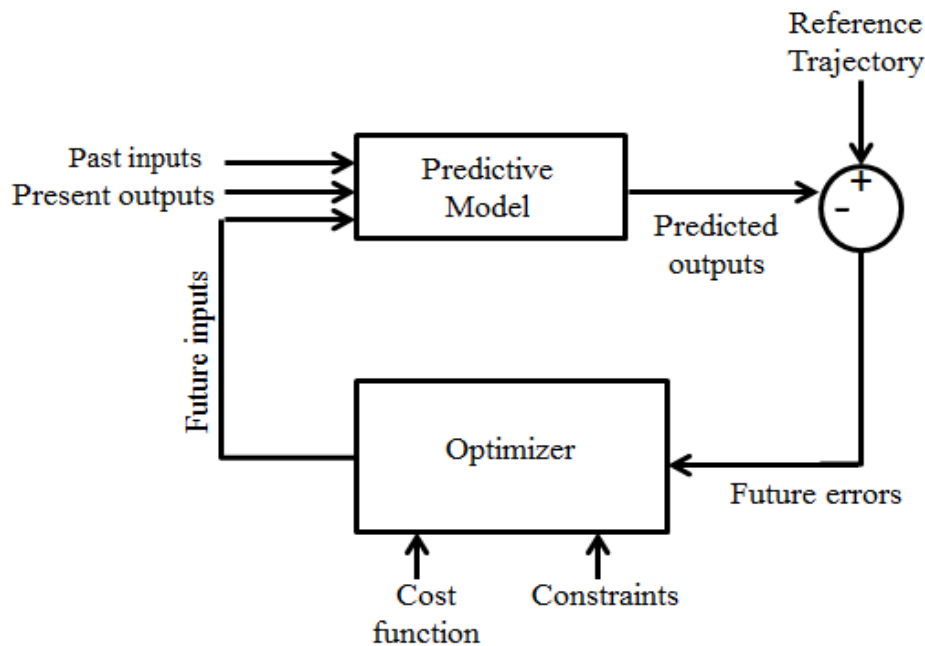 Reference
Trajectory
Past inputs
Present outputs
Predictive
Model
+
-
Predicted
outputs
Future inputs
Optimizer
Future errors
Cost
function
Constraints